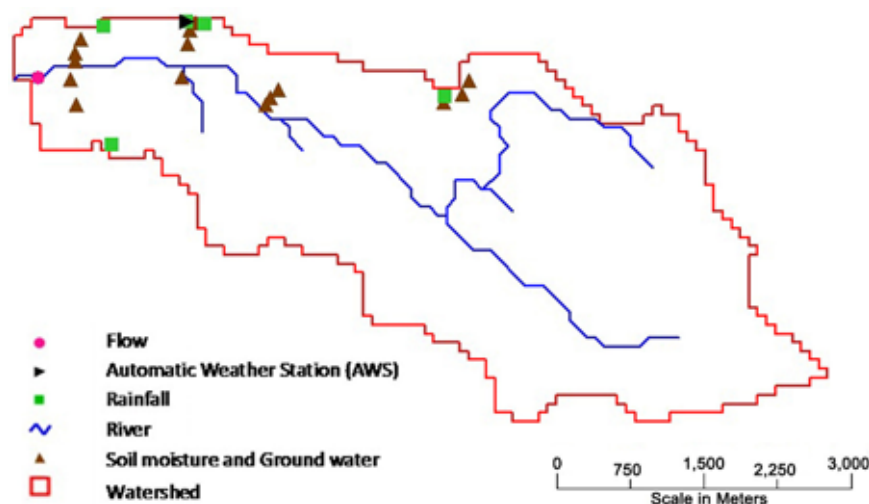 Flow
Automatic Weather Station (AWS)
Rainfall
River
Soil moisture and Ground water
Watershed
0 750 1,500 2,250 3,000
Scale in Meters